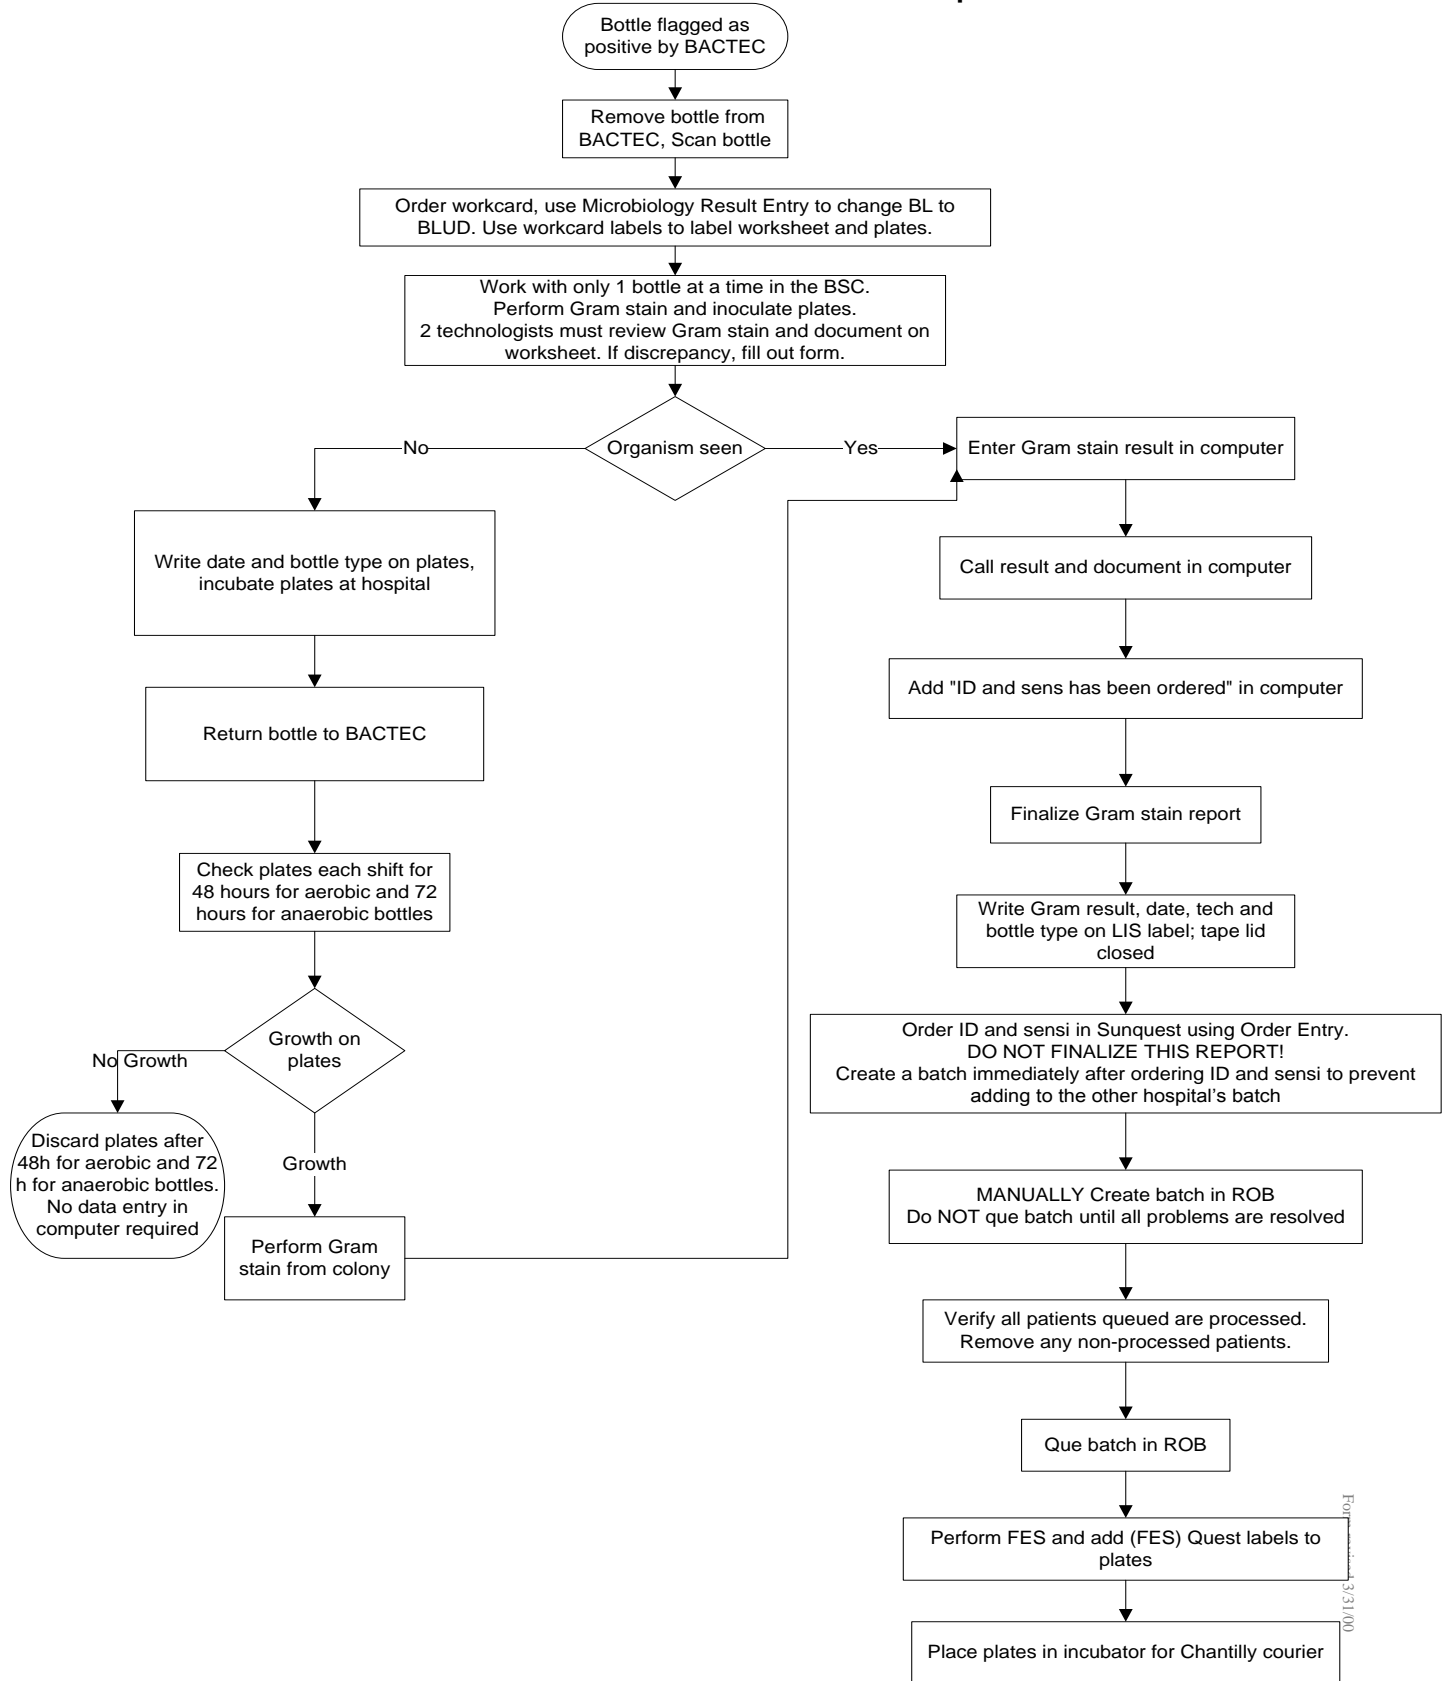 Bottle flagged as
positive by BACTEC
Remove bottle from
BACTEC, Scan bottle
Order workcard, use Microbiology Result Entry to change BL to
BLUD. Use workcard labels to label worksheet and plates.
Work with only 1 bottle at a time in the BSC.
Perform Gram stain and inoculate plates.
2 technologists must review Gram stain and document on
worksheet. If discrepancy, fill out form.
Organism seen
No
Yes
Enter Gram stain result in computer
Write date and bottle type on plates,
incubate plates at hospital
Call result and document in computer
Add "ID and sens has been ordered" in computer
Return bottle to BACTEC
Finalize Gram stain report
Check plates each shift for
48 hours for aerobic and 72
hours for anaerobic bottles
Write Gram result, date, tech and
bottle type on LIS label; tape lid
closed
Growth on
plates
No Growth
Growth
Order ID and sensi in Sunquest using Order Entry.
DO NOT FINALIZE THIS REPORT!
Create a batch immediately after ordering ID and sensi to prevent
adding to the other hospital's batch
Discard plates after
48h for aerobic and 72
h for anaerobic bottles.
No data entry in
computer required
Perform Gram
stain from colony
MANUALLY Create batch in ROB
Do NOT que batch until all problems are resolved
Verify all patients queued are processed.
Remove any non-processed patients.
Que batch in ROB
Perform FES and add (FES) Quest labels to
plates
Place plates in incubator for Chantilly courier
3/31/00